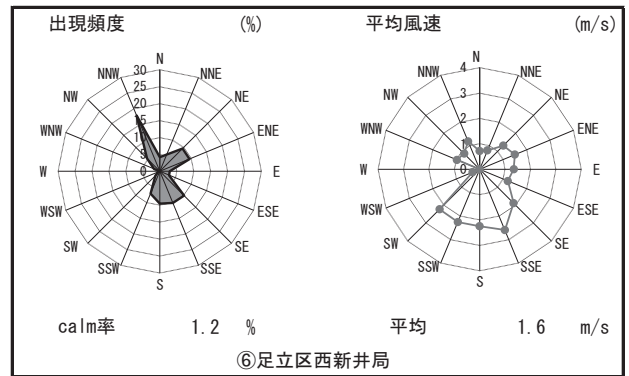 出現頻度 (%)
N
NNE
NE
ENE
E
ESE
SE
SSE
S
SSW
SW
WSW
W
WNW
NW
NNW
30
25
20
15
10
5
0
calm率 1.2 %
平均風速 (m/s)
N
NNE
NE
ENE
E
ESE
SE
SSE
S
SSW
SW
WSW
W
WNW
NW
NNW
4
3
2
1
0
平均 1.6 m/s
⑥足立区西新井局